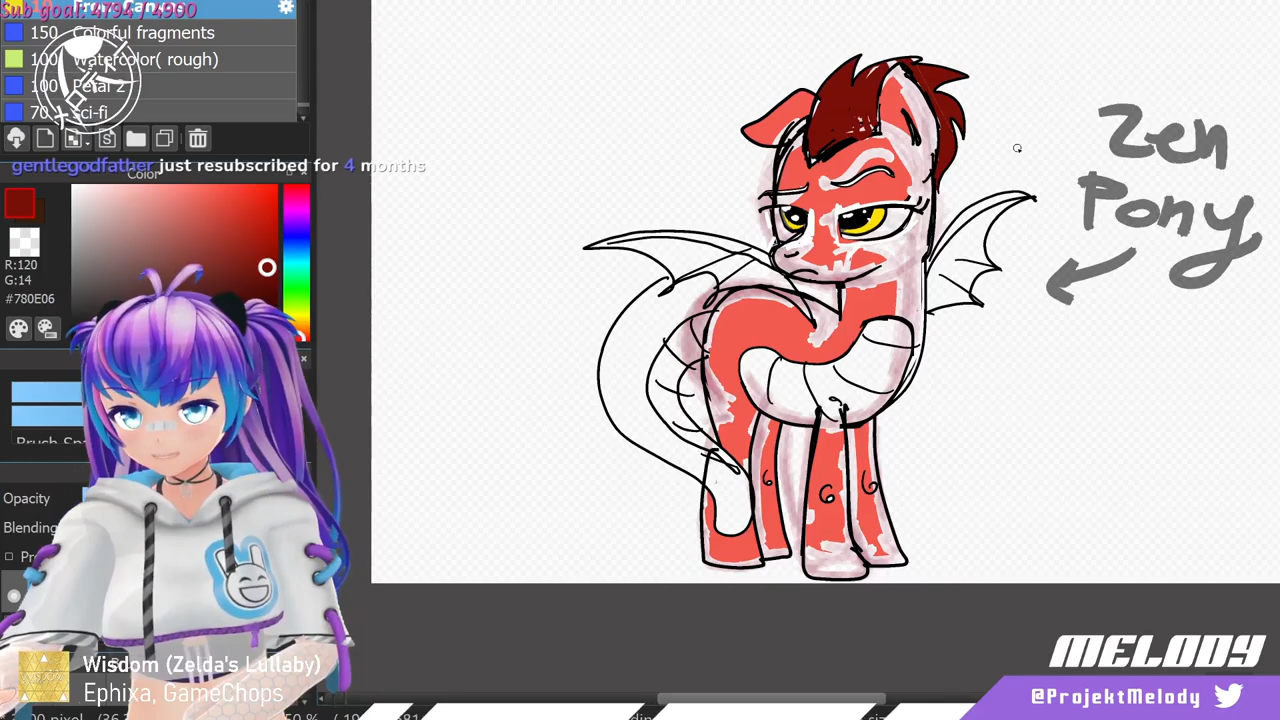 Sub goal: 4794 / 4900
150 Colorful fragments
100 Watercolor( rough)
100 Petal 2
70 sci-fi
gentlegodfather just resubscribed for 4 months
Color
R:120
G:14
#780E06
Opacity
Blending
Zen
Pony
Wisdom (Zelda's Lullaby)
Ephixa, GameChops
MELODY
@ProjektMelody